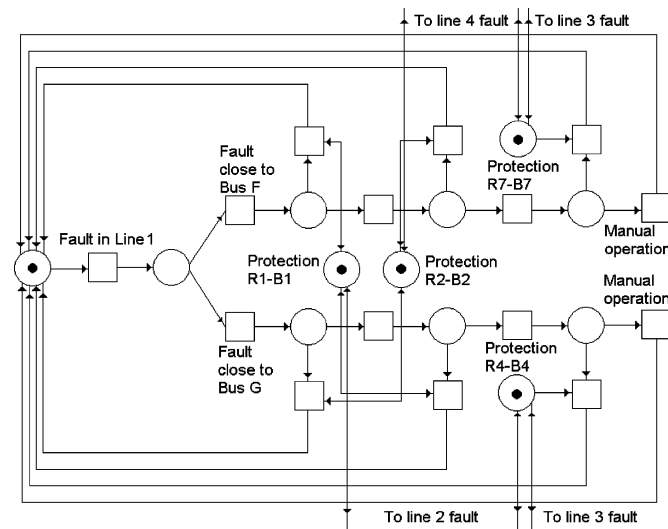 To line 4 fault
To line 3 fault
Fault
close to
Bus F
Protection
R7-B7
Fault in Line1
Protection
R1-B1
Protection
R2-B2
Manual
operation
Manual
operation
Fault
close to
Bus G
Protection
R4-B4
To line 2 fault
To line 3 fault